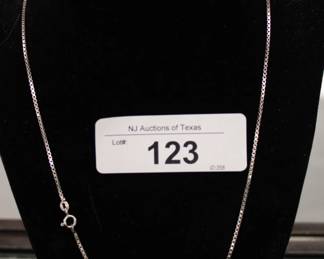 NJ Auctions of Texas
Lot#:
123